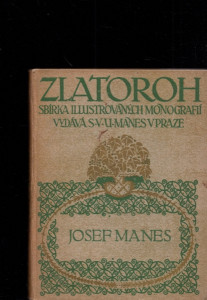 ZLATOROH
SBÍRKA ILLUSTROVANÝCH MONOGRAFIÍ
VYDÁVÁ S·V·U·MÁNES V PRAZE
JOSEF MÁNES